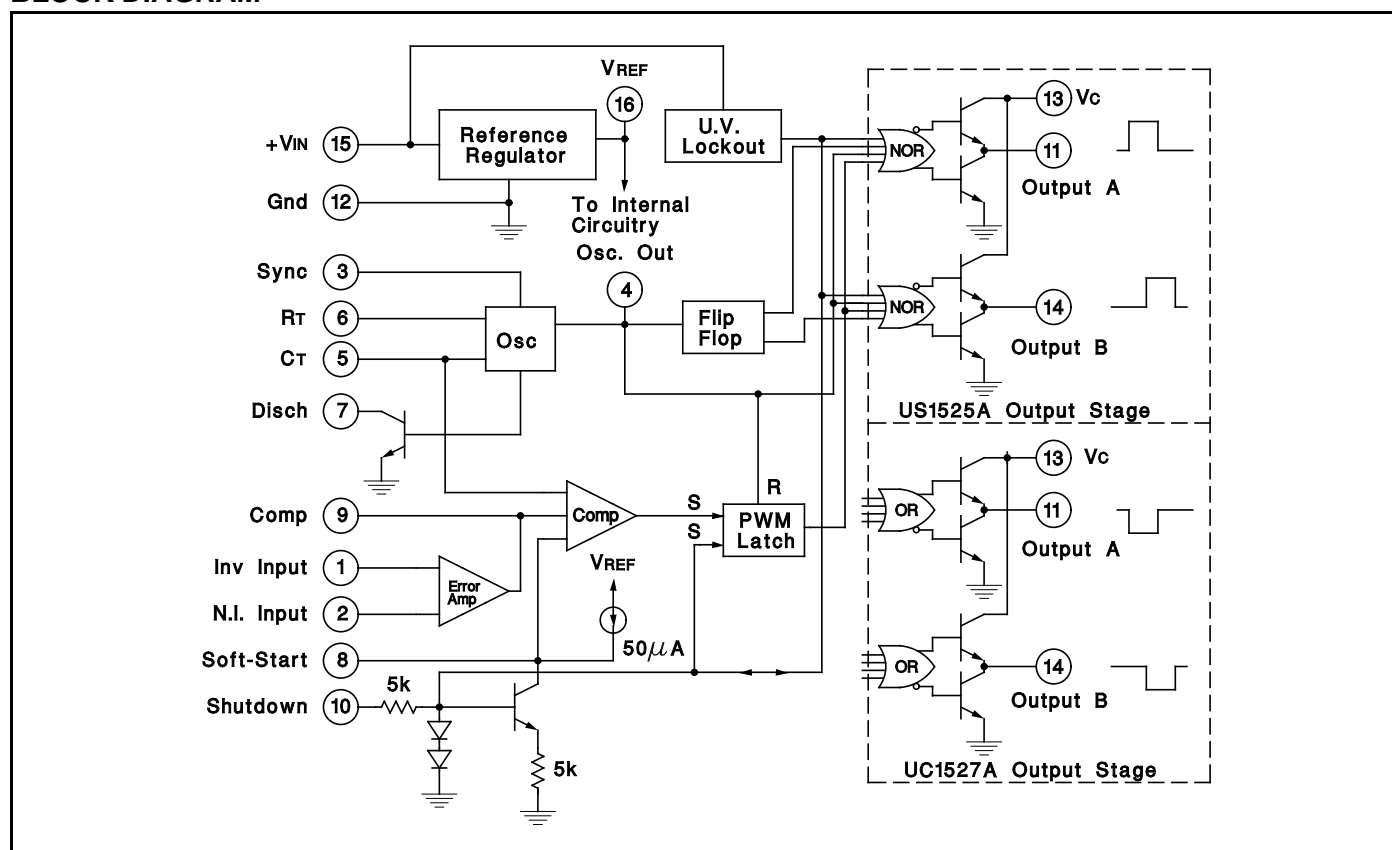 VREF
16
13 Vc
+VIN 15
Reference
Regulator
U.V.
Lockout
NOR
11
Output A
Gnd 12
To Internal
Circuitry
Osc. Out
Sync 3
4
RT 6
Osc
Flip
Flop
NOR
14
Output B
CT 5
Disch 7
US1525A Output Stage
13 Vc
Comp 9
Comp
S
S
R
PWM
Latch
OR
11
Output A
Inv Input 1
Error
Amp
VREF
N.I. Input 2
50µA
Soft-Start 8
OR
14
Output B
Shutdown 10
5k
5k
UC1527A Output Stage